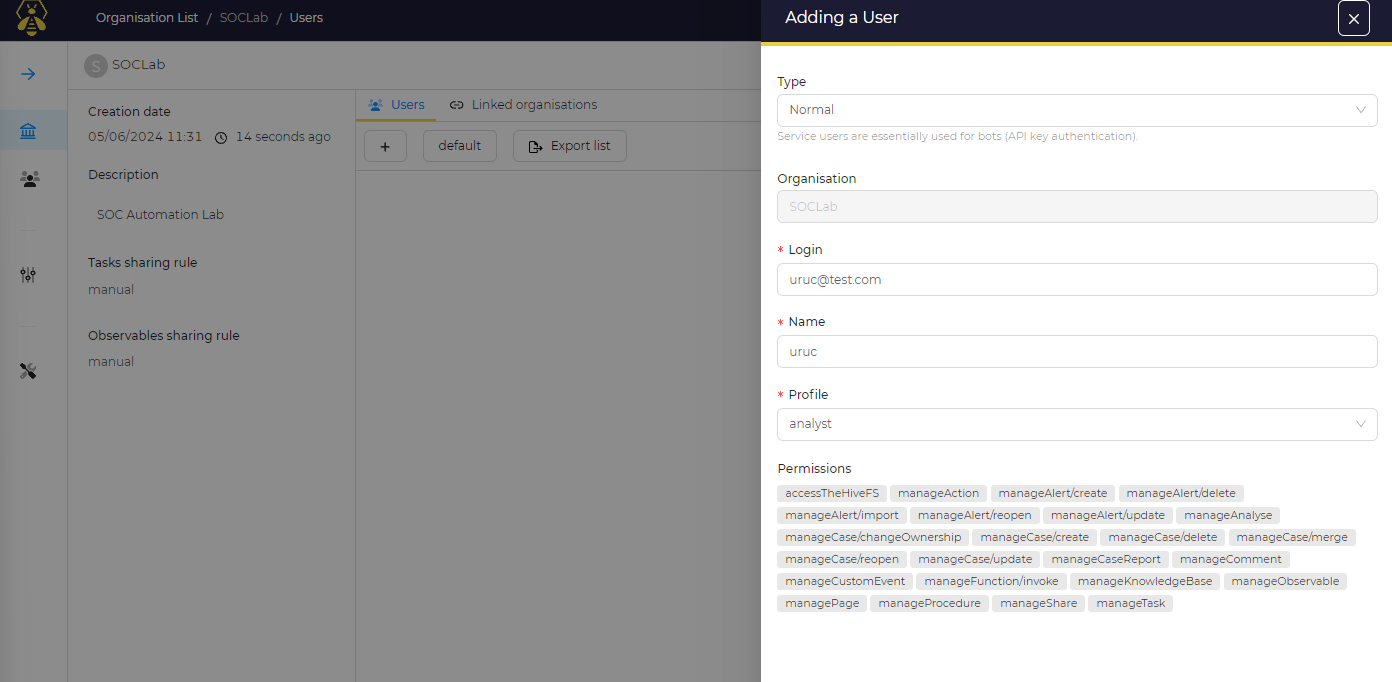 Organisation List / SOCLab / Users
Adding a User
S SOCLab
Creation date
05/06/2024 11:31 14 seconds ago
Description
SOC Automation Lab
Tasks sharing rule
manual
Observables sharing rule
manual
Users Linked organisations
+ default Export list
Type
Normal
Service users are essentially used for bots (API key authentication).
Organisation
SOCLab
* Login
uruc@test.com
* Name
uruc
* Profile
analyst
Permissions
accessTheHiveFS manageAction manageAlert/create manageAlert/delete
manageAlert/import manageAlert/reopen manageAlert/update manageAnalyse
manageCase/changeOwnership manageCase/create manageCase/delete manageCase/merge
manageCase/reopen manageCase/update manageCaseReport manageComment
manageCustomEvent manageFunction/invoke manageKnowledgeBase manageObservable
managePage manageProcedure manageShare manageTask